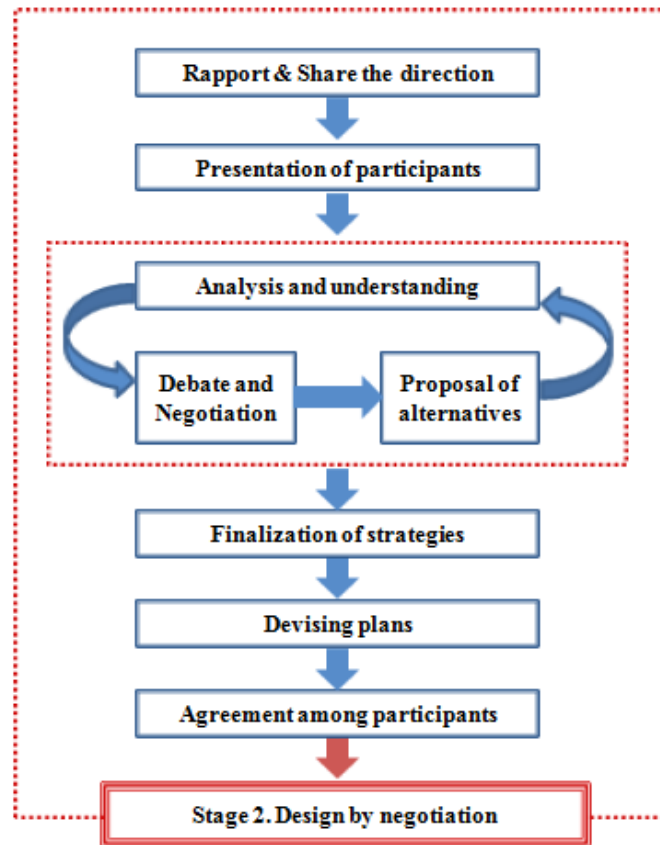 Rapport & Share the direction
Presentation of participants
Analysis and understanding
Debate and
Negotiation
Proposal of
alternatives
Finalization of strategies
Devising plans
Agreement among participants
Stage 2. Design by negotiation